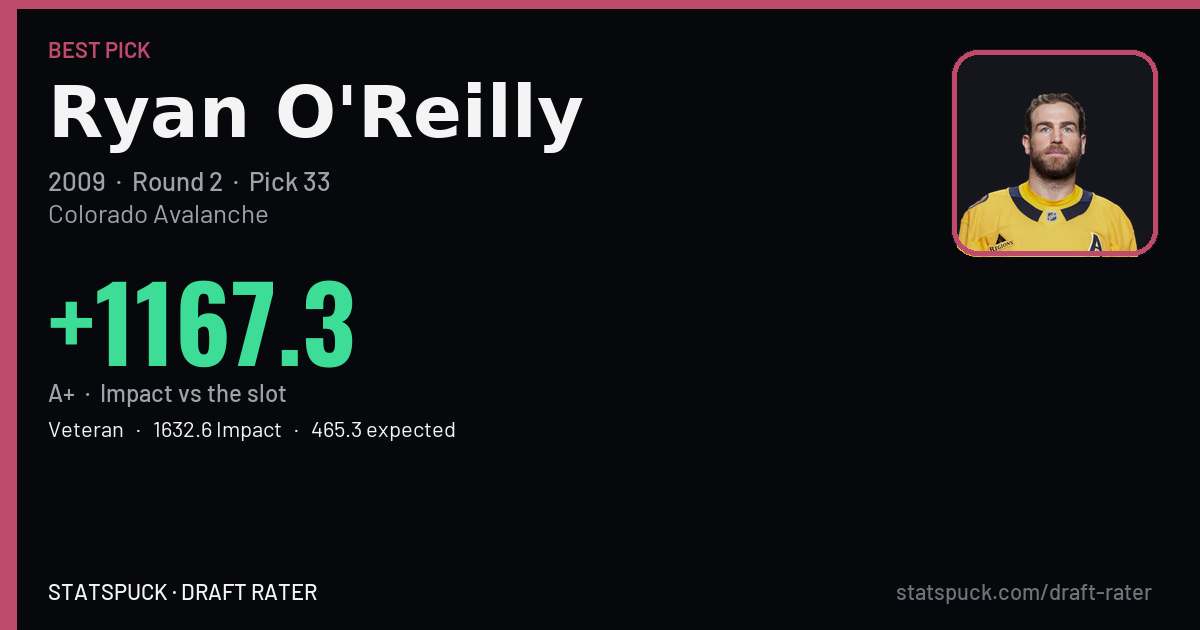 BEST PICK
Ryan O'Reilly
2009 · Round 2 · Pick 33
Colorado Avalanche
+1167.3
A+ · Impact vs the slot
Veteran · 1632.6 Impact · 465.3 expected
REGIONS
A
STATSPUCK · DRAFT RATER
statspuck.com/draft-rater